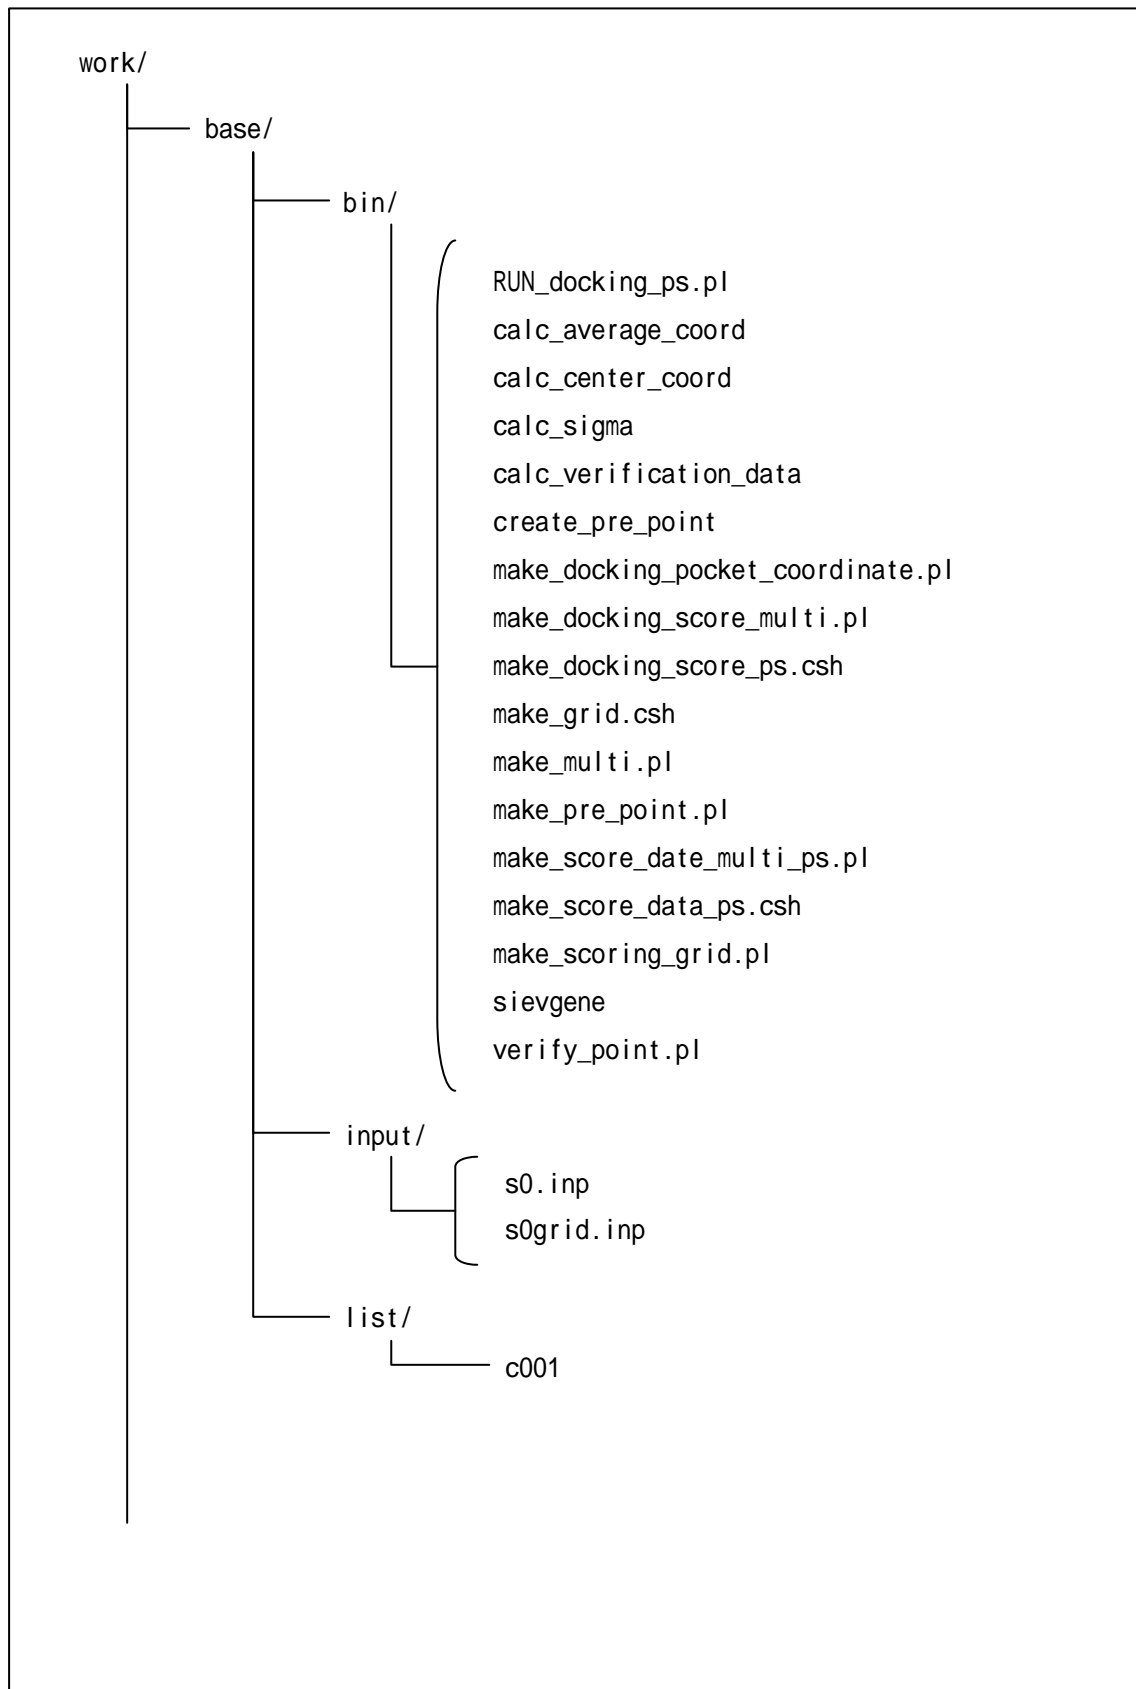 work/
base/
bin/
RUN_docking_ps.pl
calc_average_coord
calc_center_coord
calc_sigma
calc_verification_data
create_pre_point
make_docking_pocket_coordinate.pl
make_docking_score_multi.pl
make_docking_score_ps.csh
make_grid.csh
make_multi.pl
make_pre_point.pl
make_score_date_multi_ps.pl
make_score_data_ps.csh
make_scoring_grid.pl
sievgene
verify_point.pl
input/
s0.inp
s0grid.inp
list/
c001